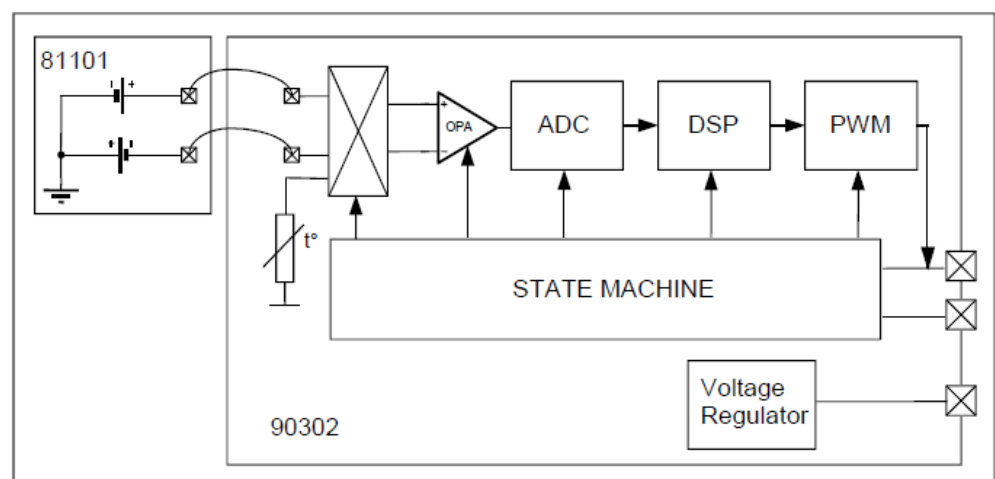 81101
+
+
OPA
+
−
ADC
DSP
PWM
t°
STATE MACHINE
Voltage
Regulator
90302